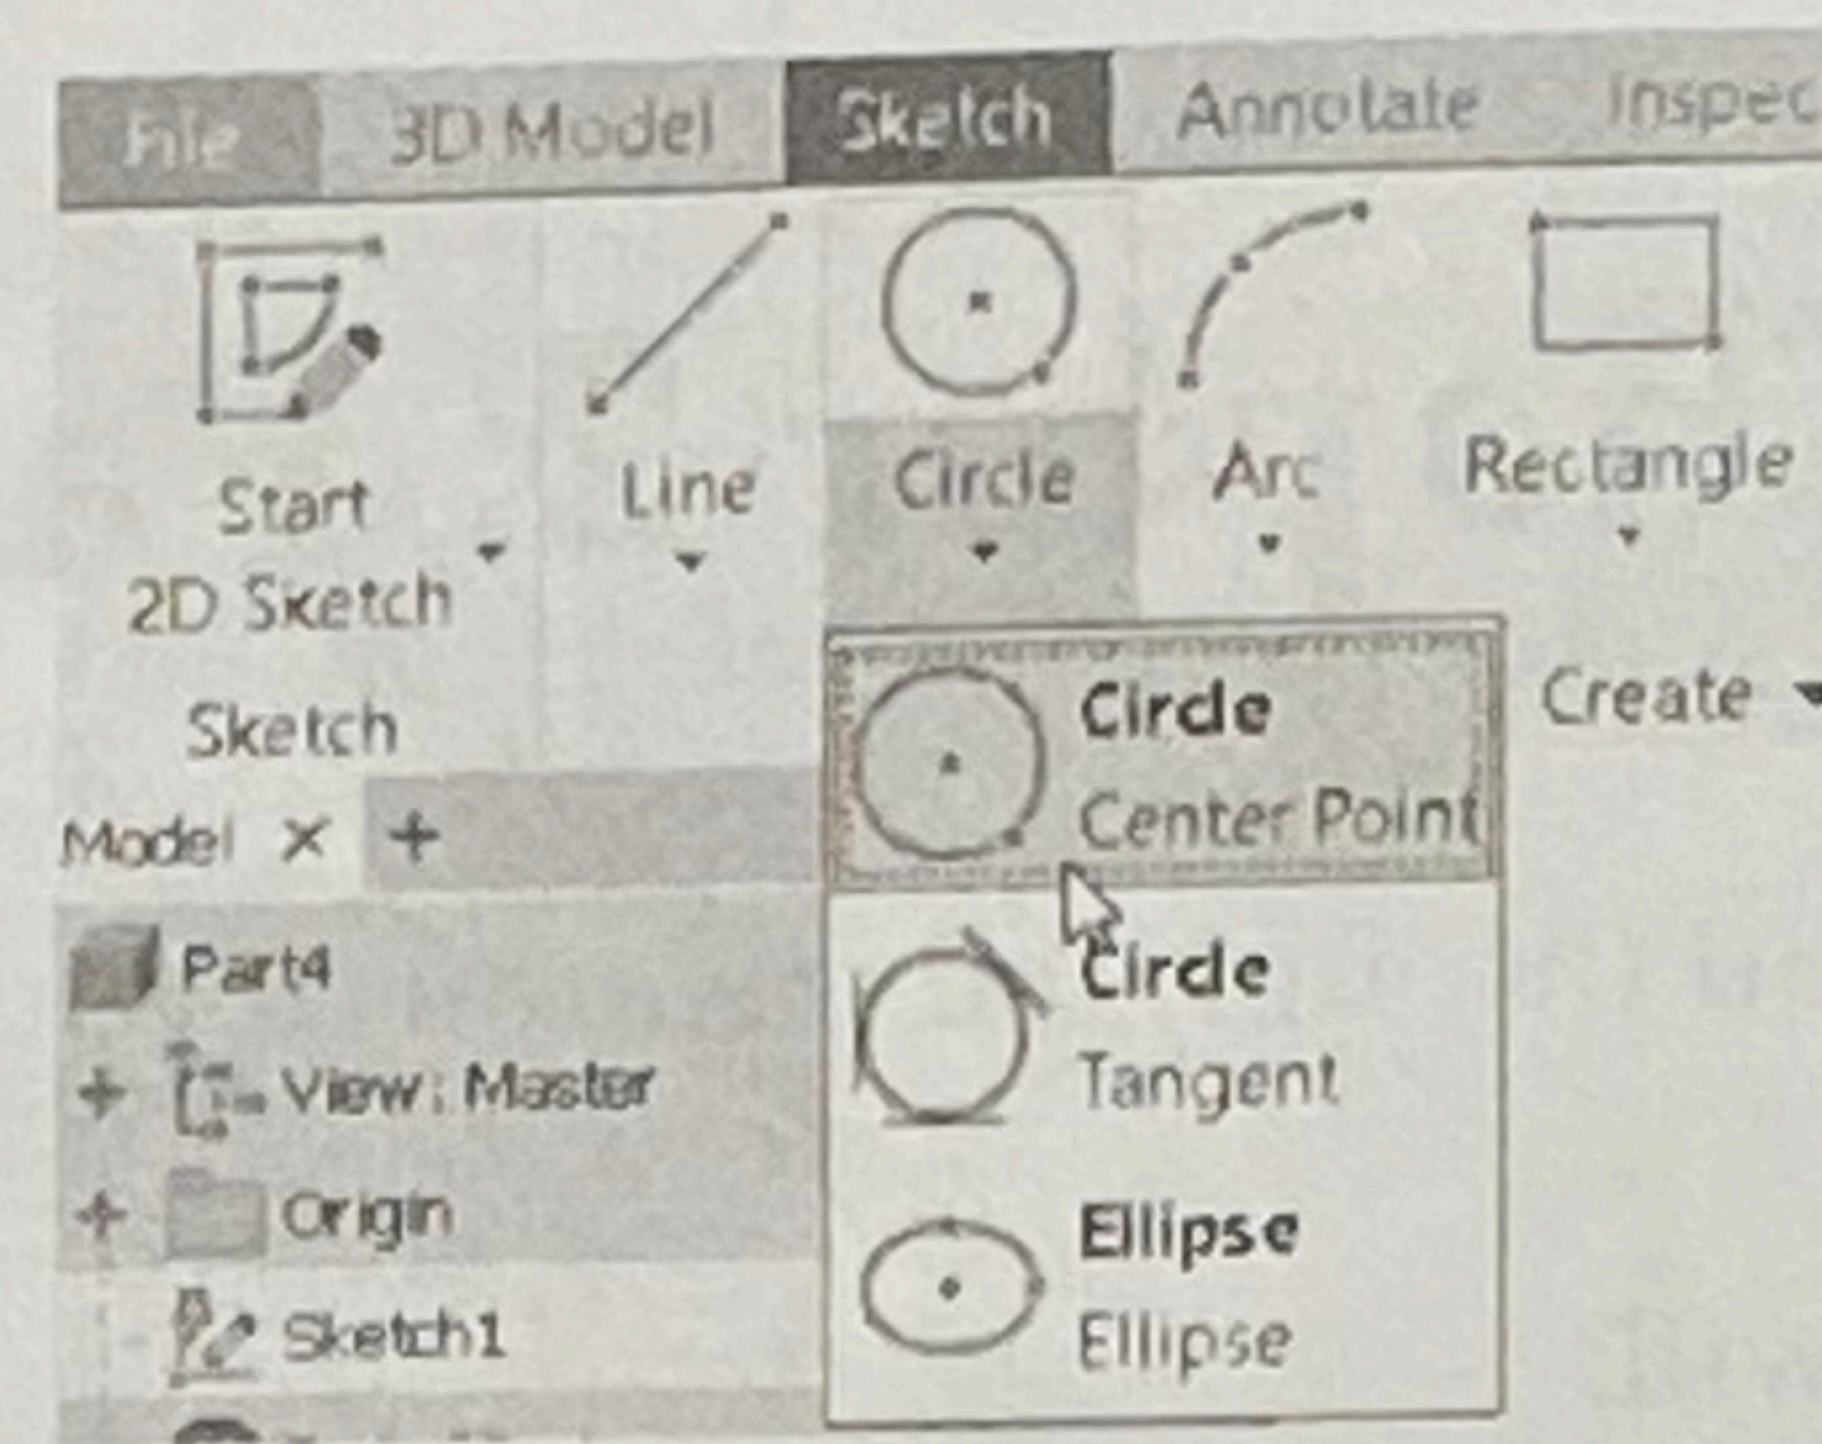 File 3D Model Sketch Annotate Inspec
Start
2D Sketch
Line
Circle
Arc
Rectangle
Sketch
Create
Circle
Center Point
Circle
Tangent
Ellipse
Ellipse
Model × +
Part4
+ View: Master
+ Origin
Sketch1